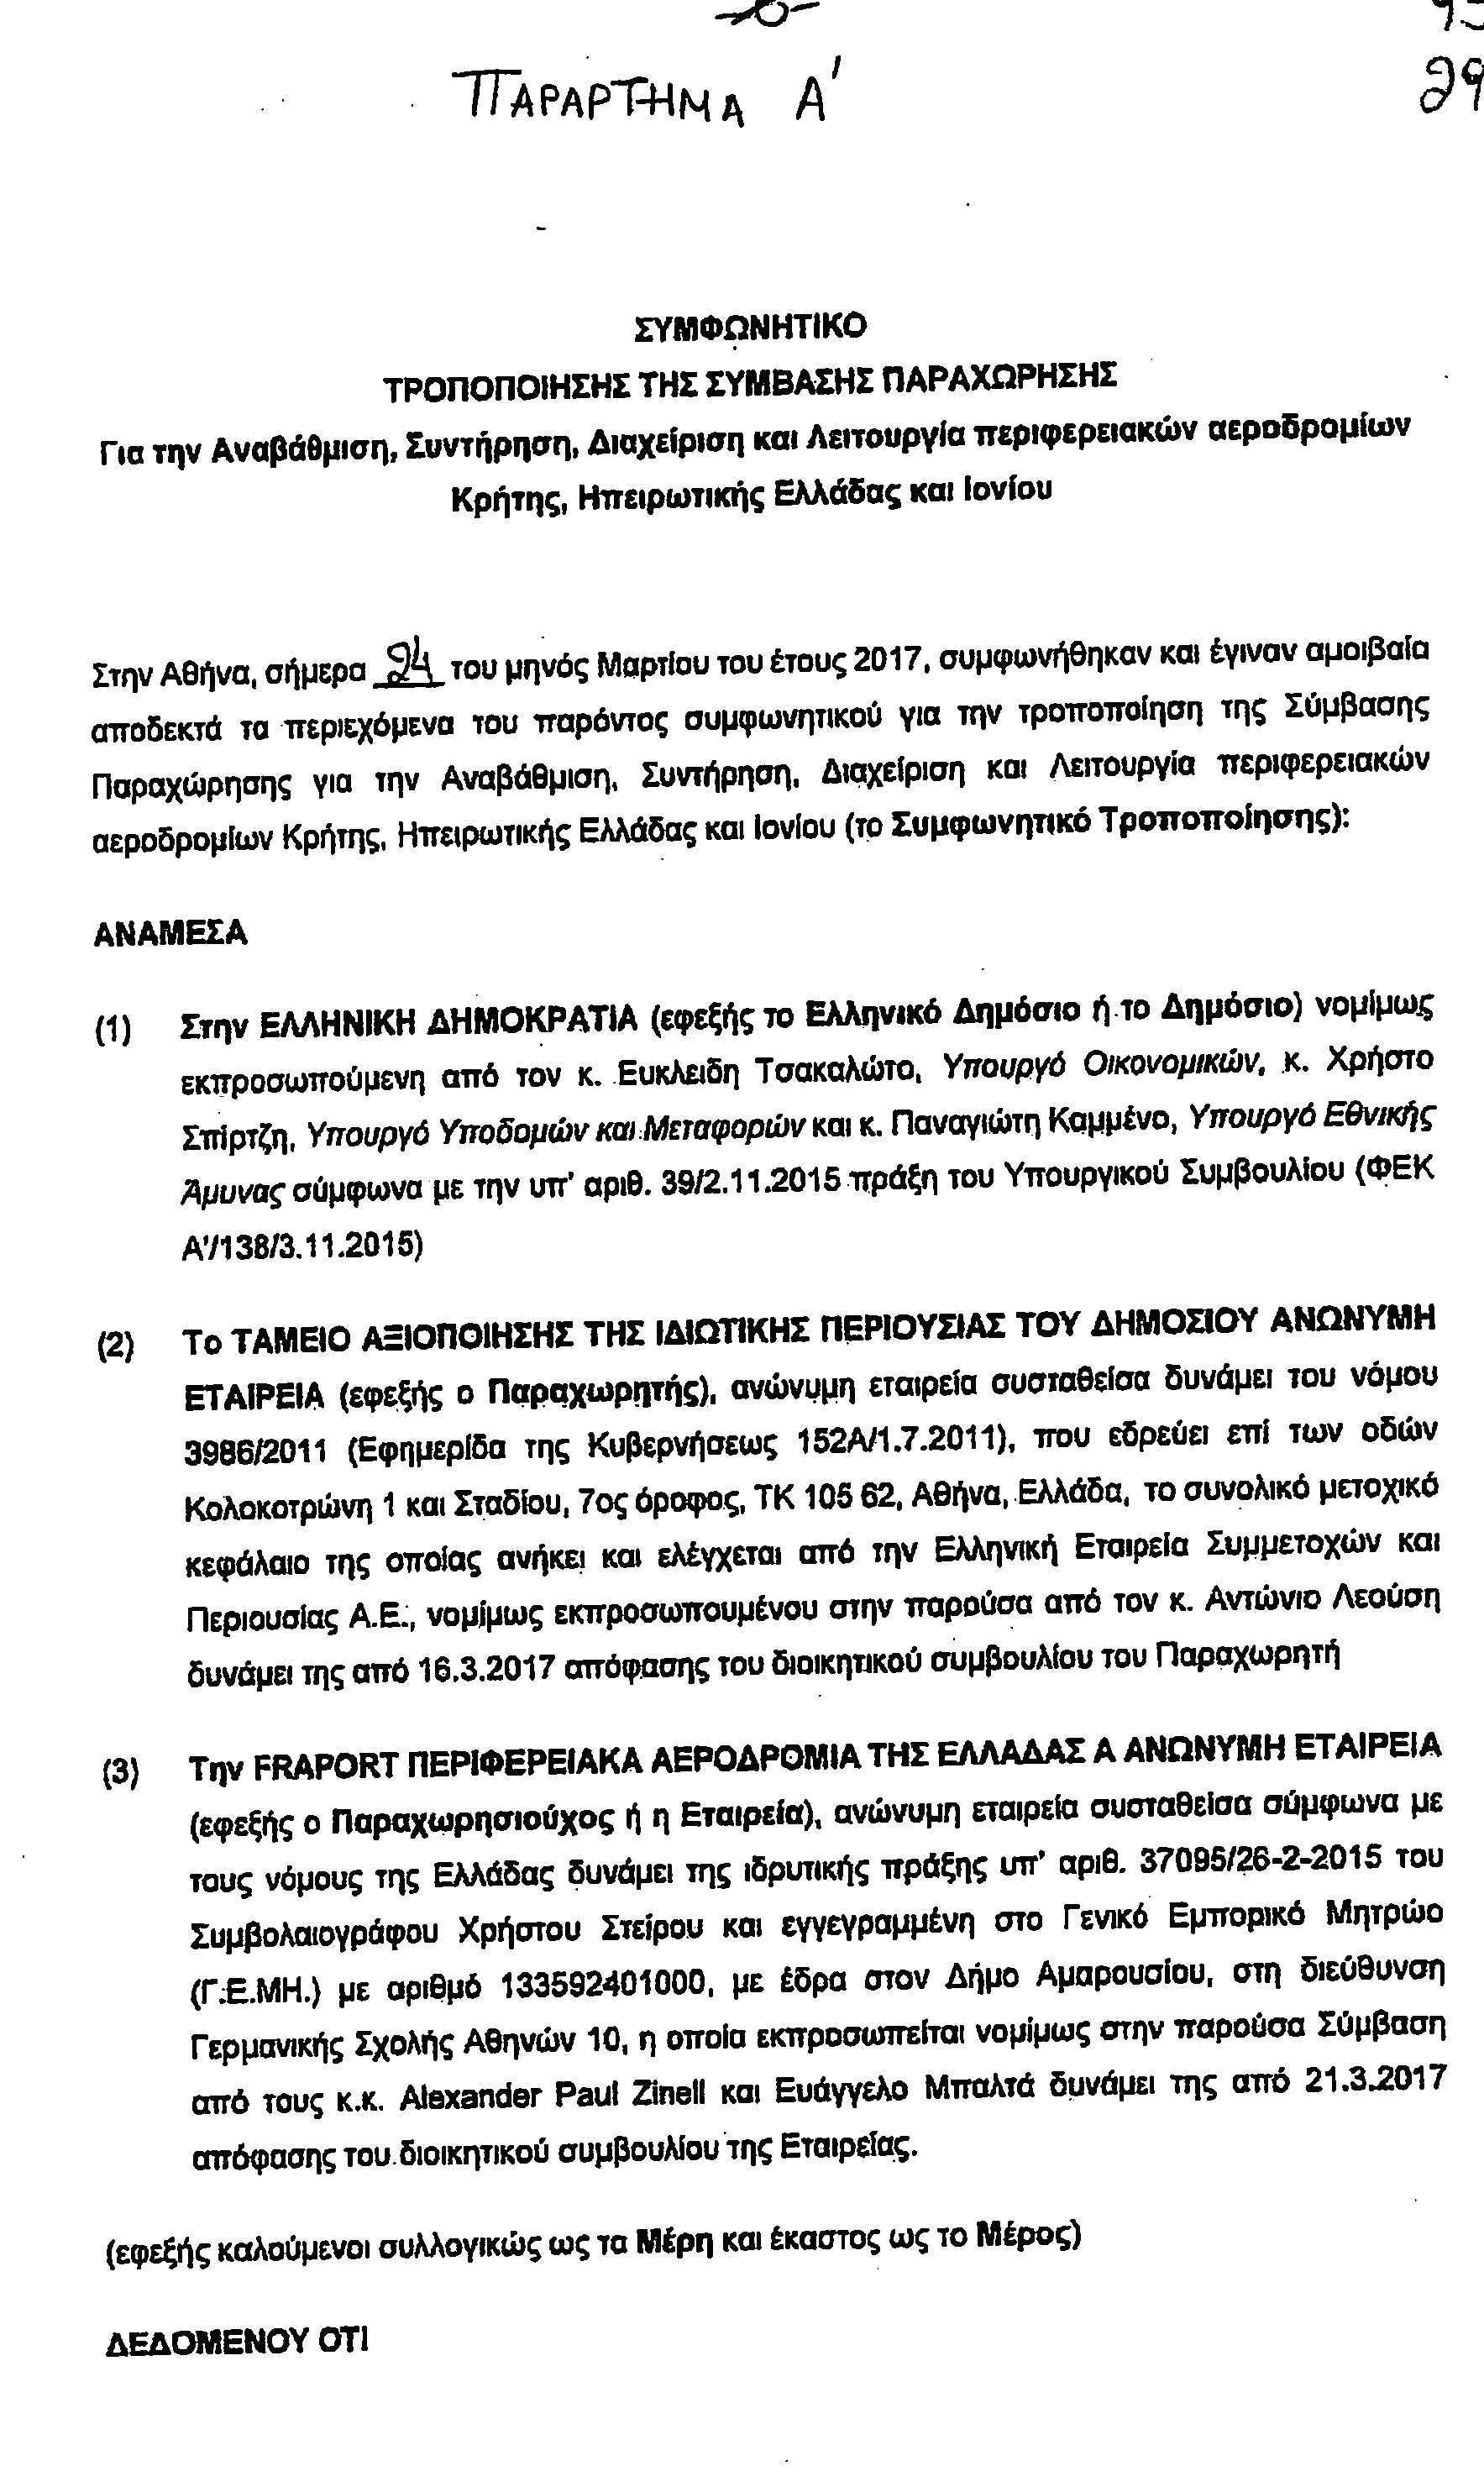 ΠΑΡΑΡΤΗΜΑ Α'
ΣΥΜΦΩΝΗΤΙΚΟ
ΤΡΟΠΟΠΟΙΗΣΗΣ ΤΗΣ ΣΥΜΒΑΣΗΣ ΠΑΡΑΧΩΡΗΣΗΣ
Για την Αναβάθμιση, Συντήρηση, Διαχείριση και Λειτουργία περιφερειακών αεροδρομίων
Κρήτης, Ηπειρωτικής Ελλάδας και Ιονίου
Στην Αθήνα, σήμερα 24 του μηνός Μαρτίου του έτους 2017, συμφωνήθηκαν και έγιναν αμοιβαία
αποδεκτά τα περιεχόμενα του παρόντος συμφωνητικού για την τροποποίηση της Σύμβασης
Παραχώρησης για την Αναβάθμιση, Συντήρηση, Διαχείριση και Λειτουργία περιφερειακών
αεροδρομίων Κρήτης, Ηπειρωτικής Ελλάδας και Ιονίου (το Συμφωνητικό Τροποποίησης):
ΑΝΑΜΕΣΑ
(1) Στην ΕΛΛΗΝΙΚΗ ΔΗΜΟΚΡΑΤΙΑ (εφεξής το Ελληνικό Δημόσιο ή το Δημόσιο) νομίμως
εκπροσωπούμενη από τον κ. Ευκλειδη Τσακαλώτο, Υπουργό Οικονομικών, κ. Χρήστο
Σπίρτζη, Υπουργό Υποδομών και Μεταφορών και κ. Παναγιώτη Καμμένο, Υπουργό Εθνικής
Άμυνας σύμφωνα με την υπ' αριθ. 39/2.11.2015 πράξη του Υπουργικού Συμβουλίου (ΦΕΚ
Α'/138/3.11.2015)
(2) Το ΤΑΜΕΙΟ ΑΞΙΟΠΟΙΗΣΗΣ ΤΗΣ ΙΔΙΩΤΙΚΗΣ ΠΕΡΙΟΥΣΙΑΣ ΤΟΥ ΔΗΜΟΣΙΟΥ ΑΝΩΝΥΜΗ
ΕΤΑΙΡΕΙΑ (εφεξής ο Παραχωρητής), ανώνυμη εταιρεία συσταθείσα δυνάμει του νόμου
3986/2011 (Εφημερίδα της Κυβερνήσεως 152Α/1.7.2011), που εδρεύει επί των οδών
Κολοκοτρώνη 1 και Σταδίου, 7ος όροφος, ΤΚ 105 62, Αθήνα, Ελλάδα, το συνολικό μετοχικό
κεφάλαιο της οποίας ανήκει και ελέγχεται από την Ελληνική Εταιρεία Συμμετοχών και
Περιουσίας Α.Ε., νομίμως εκπροσωπουμένου στην παρούσα από τον κ. Αντώνιο Λεούση
δυνάμει της από 16.3.2017 απόφασης του διοικητικού συμβουλίου του Παραχωρητή
(3) Την FRAPORT ΠΕΡΙΦΕΡΕΙΑΚΑ ΑΕΡΟΔΡΟΜΙΑ ΤΗΣ ΕΛΛΑΔΑΣ Α ΑΝΩΝΥΜΗ ΕΤΑΙΡΕΙΑ
(εφεξής ο Παραχωρησιούχος ή η Εταιρεία), ανώνυμη εταιρεία συσταθείσα σύμφωνα με
τους νόμους της Ελλάδας δυνάμει της ιδρυτικής πράξης υπ' αριθ. 37095/26-2-2015 του
Συμβολαιογράφου Χρήστου Στείρου και εγγεγραμμένη στο Γενικό Εμπορικό Μητρώο
(Γ.Ε.ΜΗ.) με αριθμό 133592401000, με έδρα στον Δήμο Αμαρουσίου, στη διεύθυνση
Γερμανικής Σχολής Αθηνών 10, η οποία εκπροσωπείται νομίμως στην παρούσα Σύμβαση
από τους κ.κ. Alexander Paul Zinell και Ευάγγελο Μπαλτά δυνάμει της από 21.3.2017
απόφασης του διοικητικού συμβουλίου της Εταιρείας.
(εφεξής καλούμενοι συλλογικώς ως τα Μέρη και έκαστος ως το Μέρος)
ΔΕΔΟΜΕΝΟΥ ΟΤΙ